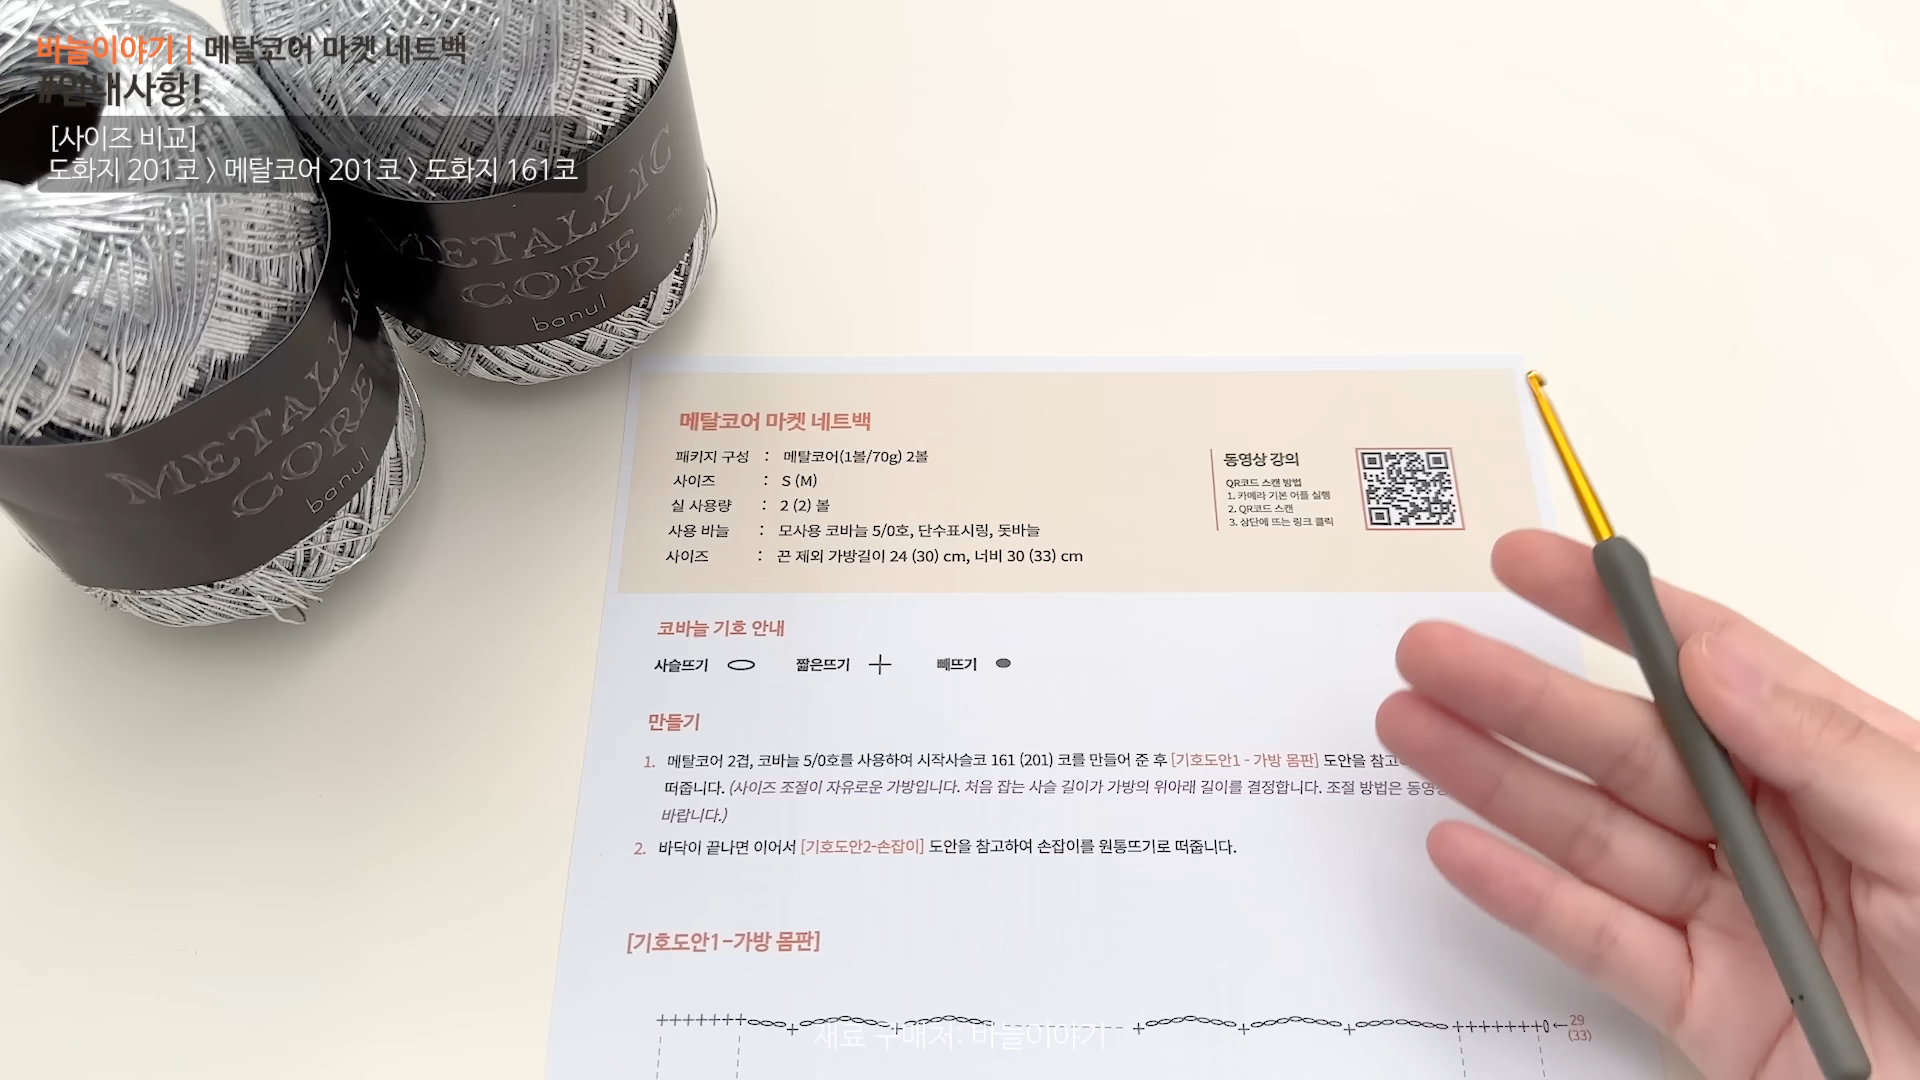 바늘이야기 | 메탈코어 마켓 네트백
#안내사항!
[사이즈 비교]
도화지 201코 > 메탈코어 201코 > 도화지 161코
METALLIC
CORE
banul
METALLIC
CORE
banul
메탈코어 마켓 네트백
패키지 구성 : 메탈코어(1볼/70g) 2볼
사이즈 : S (M)
실 사용량 : 2 (2) 볼
사용 바늘 : 모사용 코바늘 5/0호, 단수표시링, 돗바늘
사이즈 : 끈 제외 가방길이 24 (30) cm, 너비 30 (33) cm
동영상 강의
QR코드 스캔 방법
1. 카메라 기본 어플 실행
2. QR코드 스캔
3. 상단에 뜨는 링크 클릭
코바늘 기호 안내
사슬뜨기 짧은뜨기 빼뜨기
만들기
1. 메탈코어 2겹, 코바늘 5/0호를 사용하여 시작사슬코 161 (201) 코를 만들어 준 후 [기호도안1 - 가방 몸판] 도안을 참고
떠줍니다. (사이즈 조절이 자유로운 가방입니다. 처음 잡는 사슬 길이가 가방의 위아래 길이를 결정합니다. 조절 방법은
바랍니다.)
2. 바닥이 끝나면 이어서 [기호도안2-손잡이] 도안을 참고하여 손잡이를 원통뜨기로 떠줍니다.
[기호도안1-가방 몸판]
29
(33)
재료 구매처: 바늘이야기